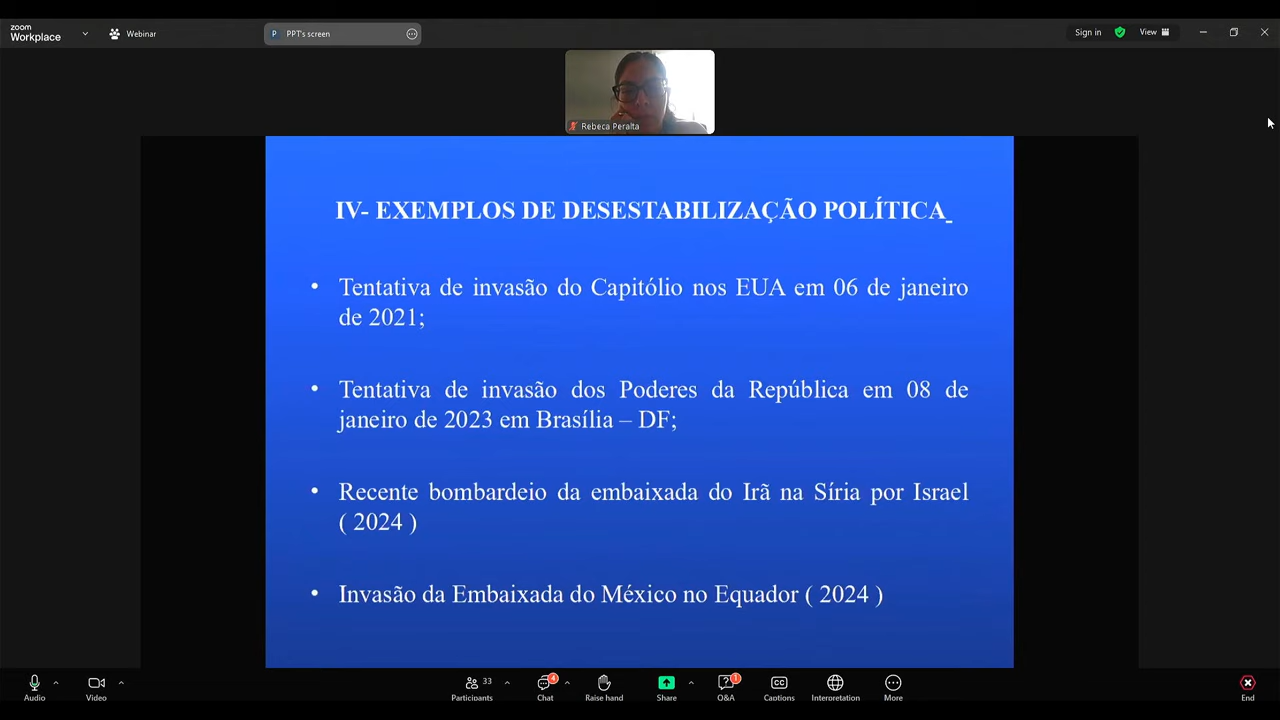 zoom
Workplace
Webinar
P PPT's screen
Sign in
View
Rebeca Peralta
IV- EXEMPLOS DE DESESTABILIZAÇÃO POLÍTICA
• Tentativa de invasão do Capitólio nos EUA em 06 de janeiro
de 2021;
• Tentativa de invasão dos Poderes da República em 08 de
janeiro de 2023 em Brasília – DF;
• Recente bombardeio da embaixada do Irã na Síria por Israel
( 2024 )
• Invasão da Embaixada do México no Equador ( 2024 )
Audio
Video
33
Participants
4
Chat
Raise hand
Share
1
Q&A
CC
Captions
Interpretation
More
End